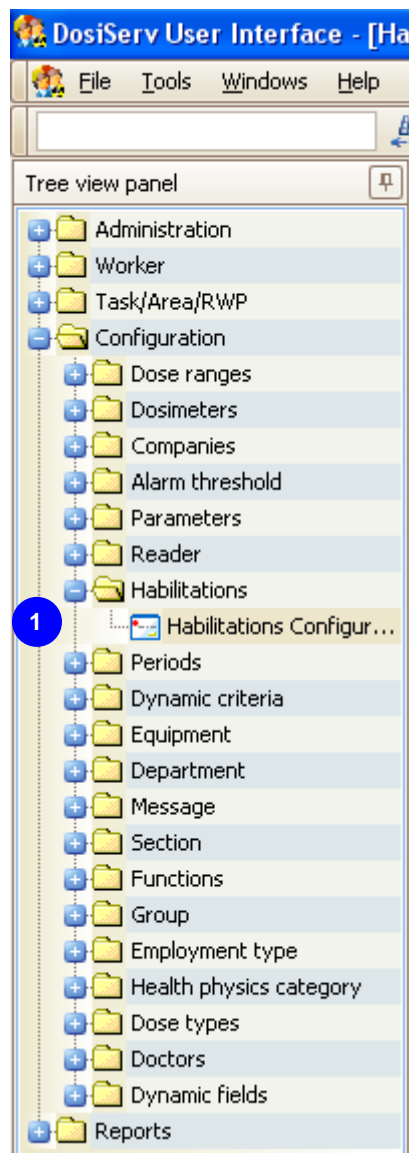 DosiServ User Interface - [Ha
File Tools Windows Help
Tree view panel
Administration
Worker
Task/Area/RWP
Configuration
Dose ranges
Dosimeters
Companies
Alarm threshold
Parameters
Reader
Habilitations
1 Habilitations Configur...
Periods
Dynamic criteria
Equipment
Department
Message
Section
Functions
Group
Employment type
Health physics category
Dose types
Doctors
Dynamic fields
Reports